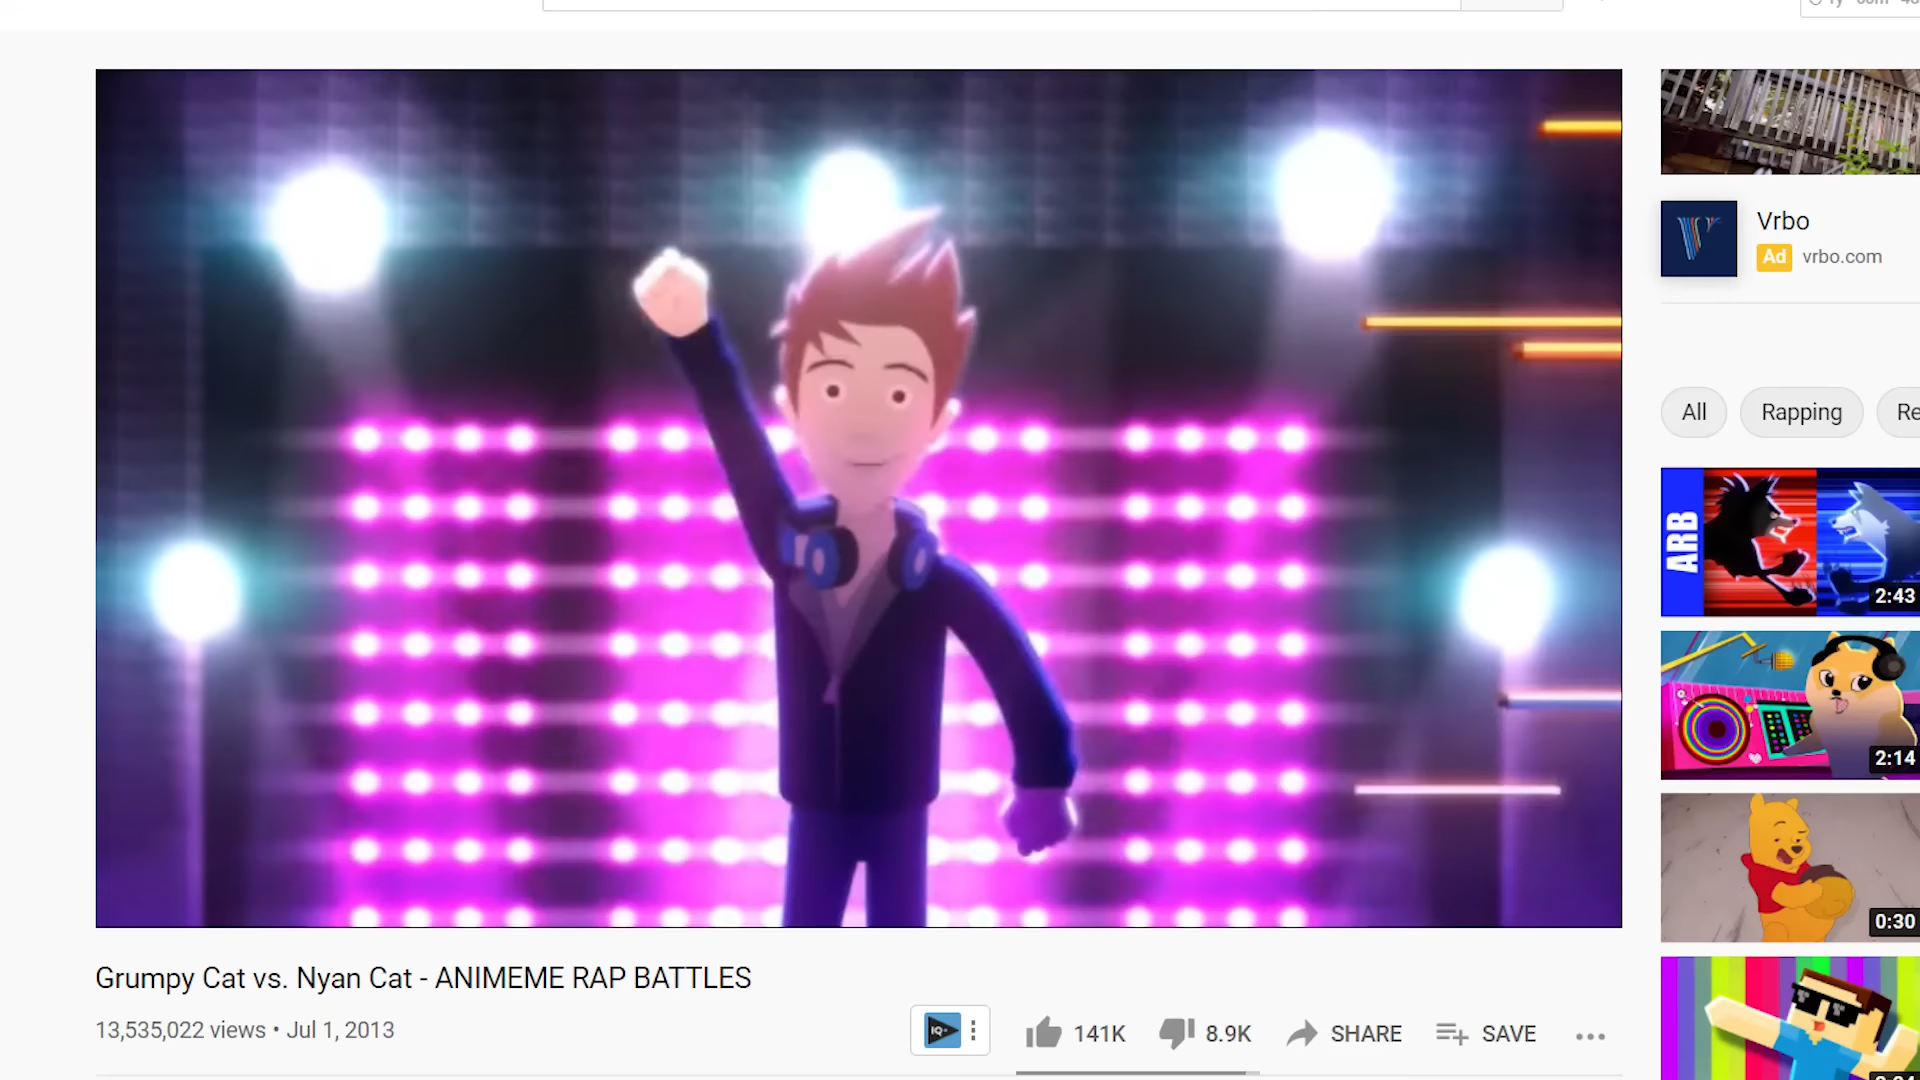 Vrbo
Ad vrbo.com
All Rapping Re
ARB
2:43
2:14
0:30
Grumpy Cat vs. Nyan Cat - ANIMEME RAP BATTLES
13,535,022 views • Jul 1, 2013
IQ
141K 8.9K SHARE SAVE